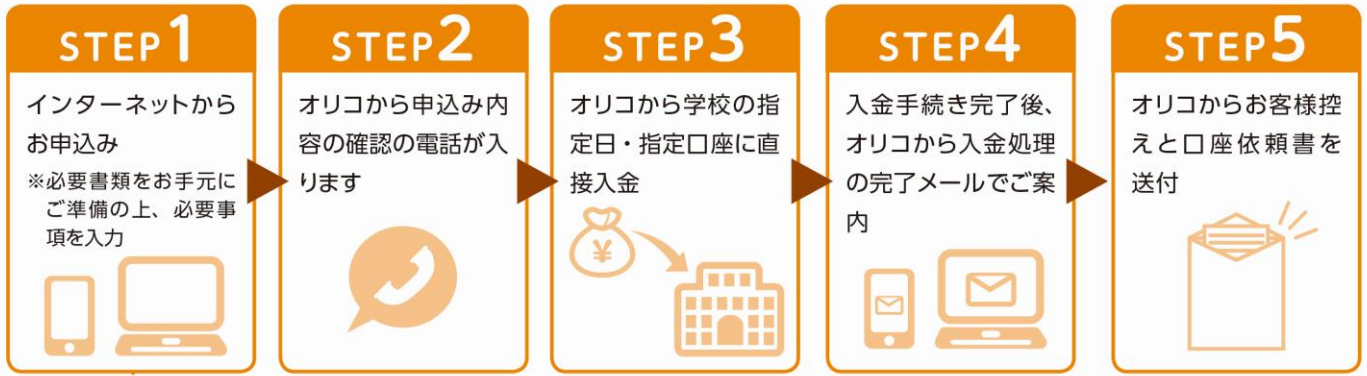 STEP1
インターネットから
お申込み
※必要書類をお手元に
ご準備の上、必要事
項を入力
STEP2
オリコから申込み内
容の確認の電話が入
ります
STEP3
オリコから学校の指
定日・指定口座に直
接入金
¥
STEP4
入金手続き完了後、
オリコから入金処理
の完了メールでご案
内
STEP5
オリコからお客様控
えと口座依頼書を
送付